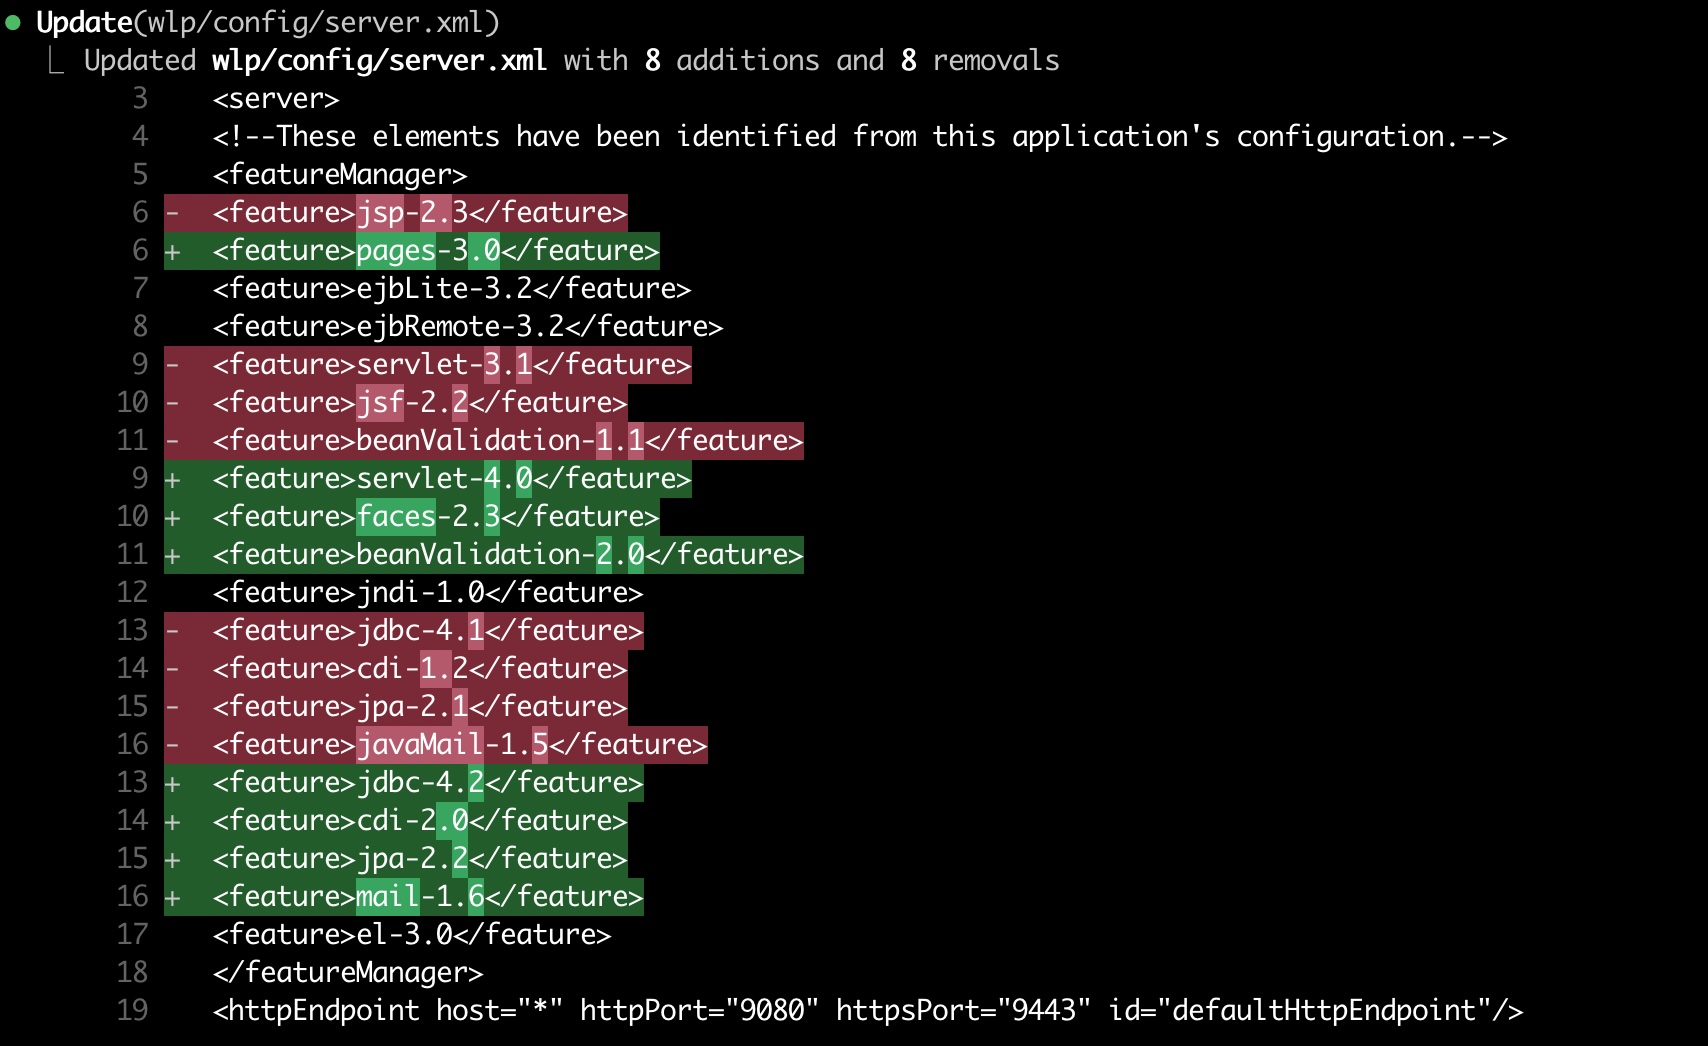 ● Update(wlp/config/server.xml)
⎿ Updated wlp/config/server.xml with 8 additions and 8 removals
3 <server>
4 <!--These elements have been identified from this application's configuration.-->
5 <featureManager>
6 - <feature>jsp-2.3</feature>
6 + <feature>pages-3.0</feature>
7 <feature>ejbLite-3.2</feature>
8 <feature>ejbRemote-3.2</feature>
9 - <feature>servlet-3.1</feature>
10 - <feature>jsf-2.2</feature>
11 - <feature>beanValidation-1.1</feature>
9 + <feature>servlet-4.0</feature>
10 + <feature>faces-2.3</feature>
11 + <feature>beanValidation-2.0</feature>
12 <feature>jndi-1.0</feature>
13 - <feature>jdbc-4.1</feature>
14 - <feature>cdi-1.2</feature>
15 - <feature>jpa-2.1</feature>
16 - <feature>javaMail-1.5</feature>
13 + <feature>jdbc-4.2</feature>
14 + <feature>cdi-2.0</feature>
15 + <feature>jpa-2.2</feature>
16 + <feature>mail-1.6</feature>
17 <feature>el-3.0</feature>
18 </featureManager>
19 <httpEndpoint host="*" httpPort="9080" httpsPort="9443" id="defaultHttpEndpoint"/>